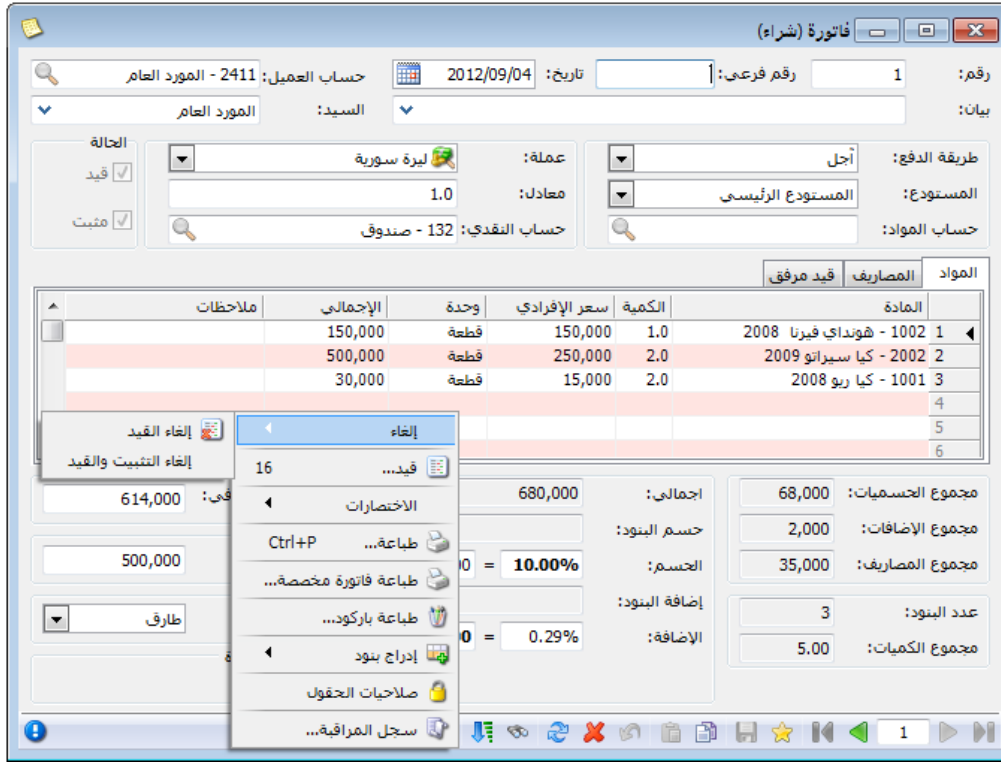 فاتورة (شراء)
رقم: 1 رقم فرعي: تاريخ: 2012/09/04 حساب العميل: 2411 - المورد العام
بيان: السيد: المورد العام
طريقة الدفع: آجل عملة: ليرة سورية الحالة
المستودع: المستودع الرئيسي معادل: 1.0 قيد
حساب المواد: حساب النقدي: 132 - صندوق مثبت
المواد المصاريف قيد مرفق
المادة الكمية سعر الإفرادي وحدة الإجمالي ملاحظات
1 1002 - هونداي فيرنا 2008 1.0 150,000 قطعة 150,000
2 2002 - كيا سيراتو 2009 2.0 250,000 قطعة 500,000
3 1001 - كيا ريو 2008 2.0 15,000 قطعة 30,000
4
5
6
إلغاء
إلغاء القيد
إلغاء التثبيت والقيد
قيد... 16
الاختصارات
طباعة... Ctrl+P
طباعة فاتورة مخصصة...
طباعة باركود...
إدراج بنود
صلاحيات الحقول
سجل المراقبة...
مجموع الحسميات: 68,000 اجمالي: 680,000 614,000
مجموع الإضافات: 2,000 حسم البنود:
مجموع المصاريف: 35,000 الحسم: 10.00% = 500,000
إضافة البنود:
عدد البنود: 3 الإضافة: 0.29% = طارق
مجموع الكميات: 5.00
1